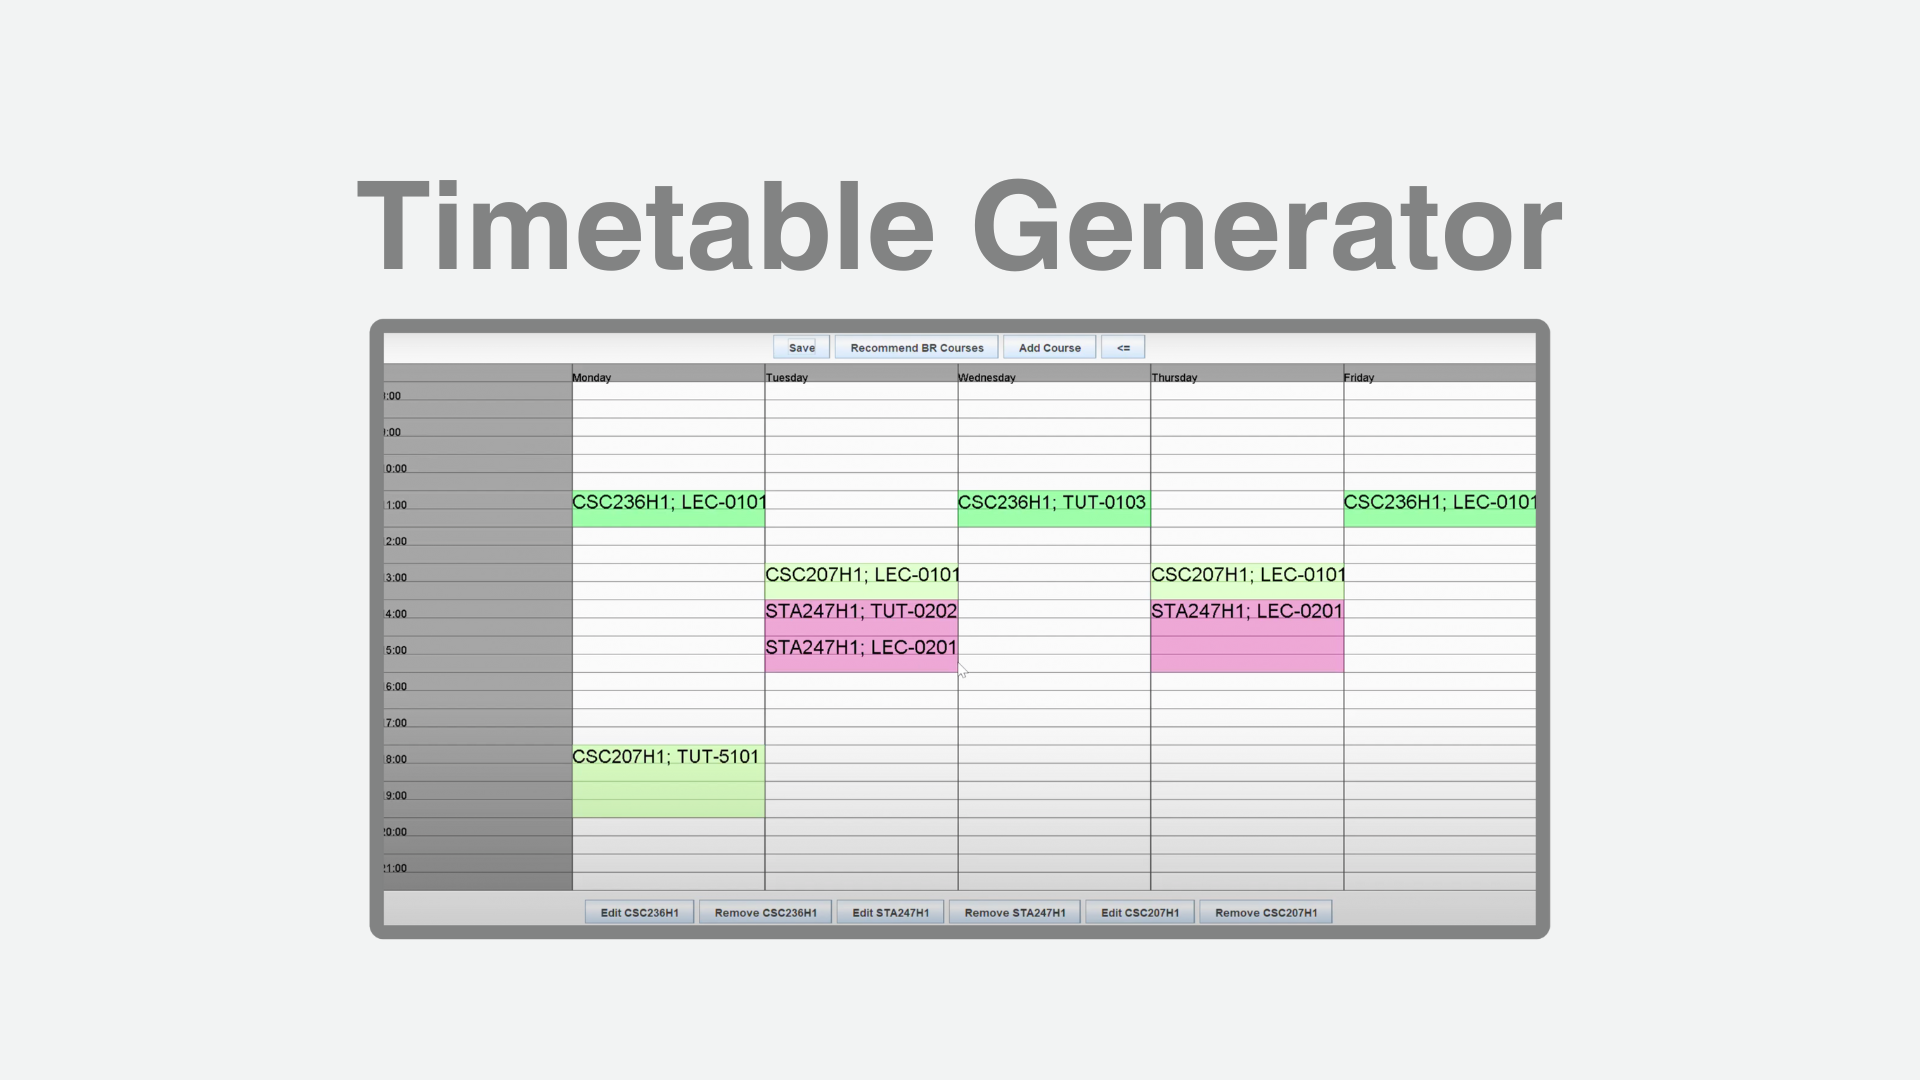 Timetable Generator
Save Recommend BR Courses Add Course <=
Monday Tuesday Wednesday Thursday Friday
:00
:00
0:00
CSC236H1; LEC-0101 CSC236H1; TUT-0103 CSC236H1; LEC-0101
1:00
2:00
CSC207H1; LEC-0101 CSC207H1; LEC-0101
3:00
STA247H1; TUT-0202 STA247H1; LEC-0201
4:00
STA247H1; LEC-0201
5:00
6:00
7:00
CSC207H1; TUT-5101
8:00
9:00
20:00
21:00
Edit CSC236H1 Remove CSC236H1 Edit STA247H1 Remove STA247H1 Edit CSC207H1 Remove CSC207H1